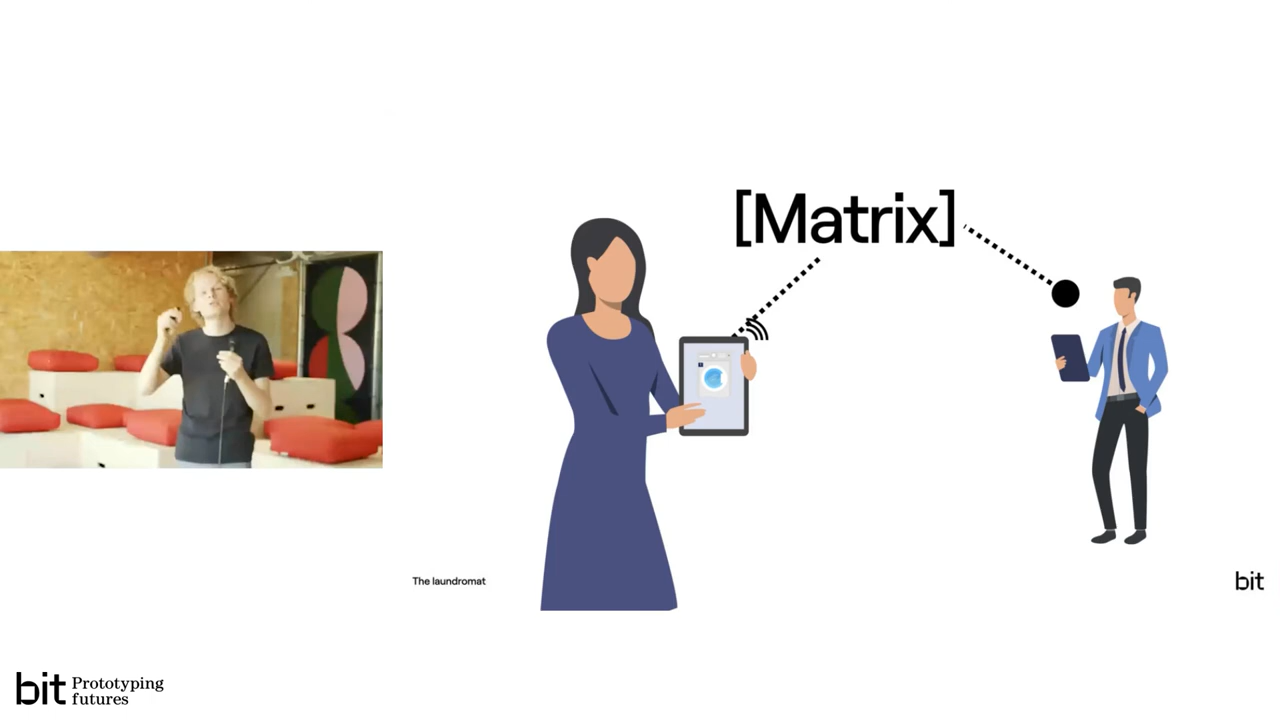 [Matrix]
The laundromat
bit
bit Prototyping
futures